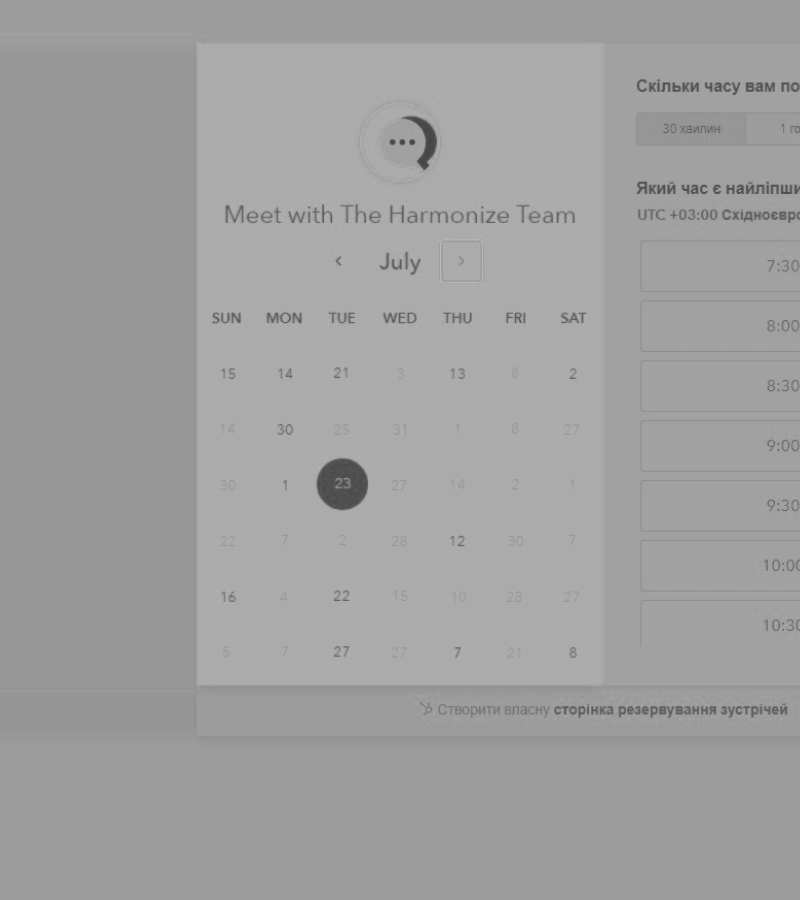 Meet with The Harmonize Team
July
SUN MON TUE WED THU FRI SAT
15 14 21 3 13 8 2
14 30 25 31 1 8 27
30 1 23 27 14 2 1
22 7 2 28 12 30 7
16 4 22 15 10 28 27
5 7 27 27 7 21 8
Скільки часу вам по
30 хвилин 1 го
Який час є найліпши
UTC +03:00 Східноєвро
7:30
8:00
8:30
9:00
9:30
10:00
10:30
Створити власну сторінка резервування зустрічей